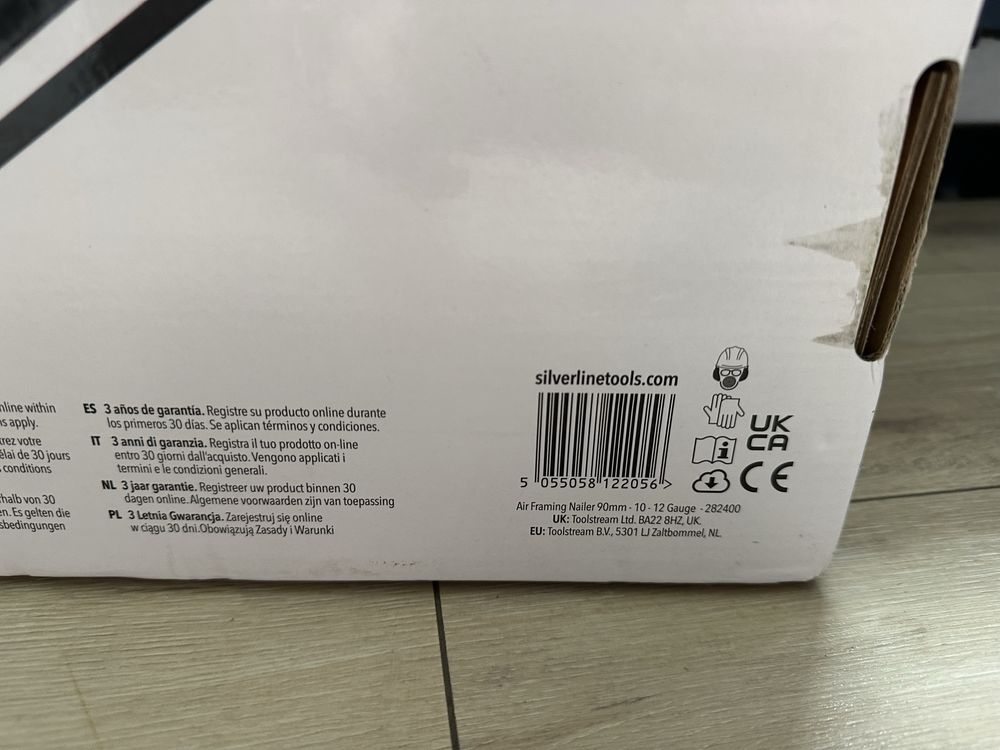 nline within
ns apply.
rez votre
élai de 30 jours
conditions
rhalb von 30
en. Es gelten die
sbedingungen
ES 3 años de garantía. Registre su producto online durante
los primeros 30 días. Se aplican términos y condiciones.
IT 3 anni di garanzia. Registra il tuo prodotto on-line
entro 30 giorni dall'acquisto. Vengono applicati i
termini e le condizioni generali.
NL 3 jaar garantie. Registreer uw product binnen 30
dagen online. Algemene voorwaarden zijn van toepassing
PL 3 Letnia Gwarancja. Zarejestruj się online
w ciągu 30 dni.Obowiązują Zasady i Warunki
silverlinetools.com
5 055058 122056 >
UK
CA
CE
Air Framing Nailer 90mm - 10 - 12 Gauge - 282400
UK: Toolstream Ltd. BA22 8HZ, UK.
EU: Toolstream B.V., 5301 LJ Zaltbommel, NL.